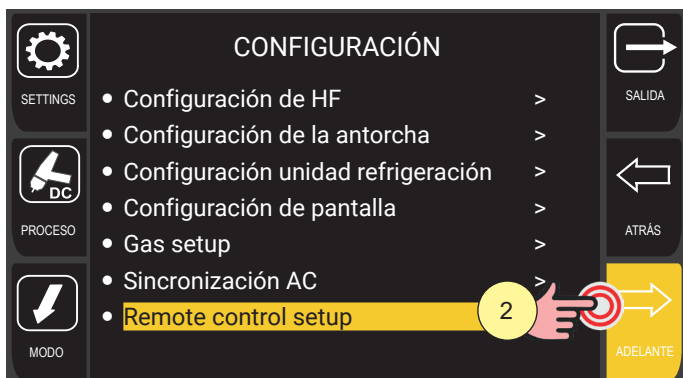 CONFIGURACIÓN
SETTINGS
SALIDA
• Configuración de HF >
• Configuración de la antorcha >
• Configuración unidad refrigeración >
• Configuración de pantalla >
DC
PROCESO
ATRÁS
• Gas setup >
• Sincronización AC >
• Remote control setup
2
MODO
ADELANTE